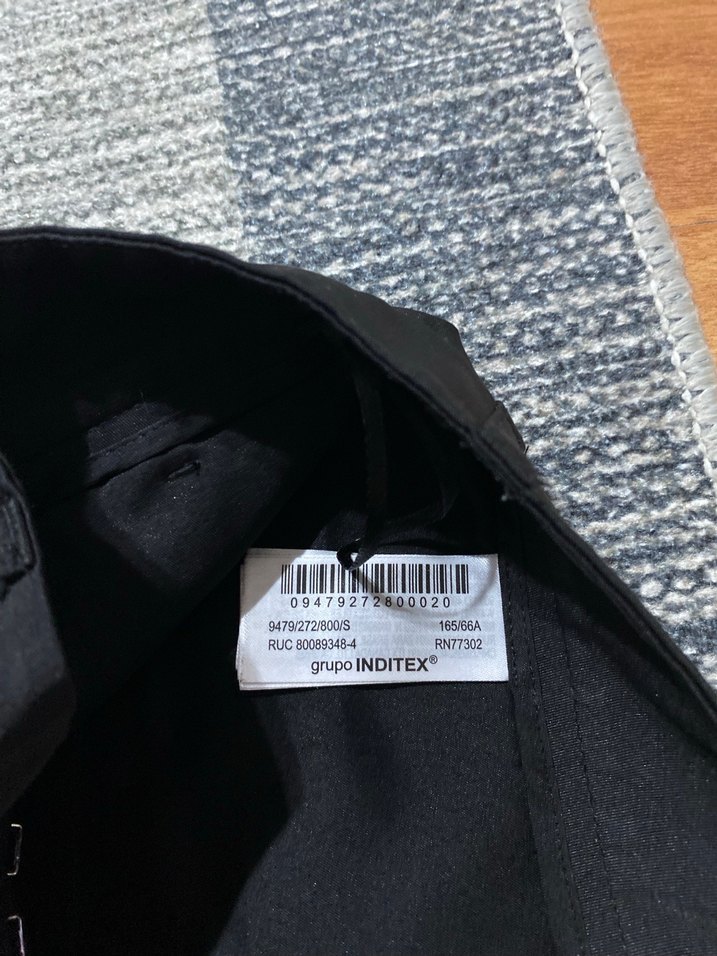 09479272800020
9479/272/800/S 165/66A
RUC 80089348-4 RN77302
grupo INDITEX®